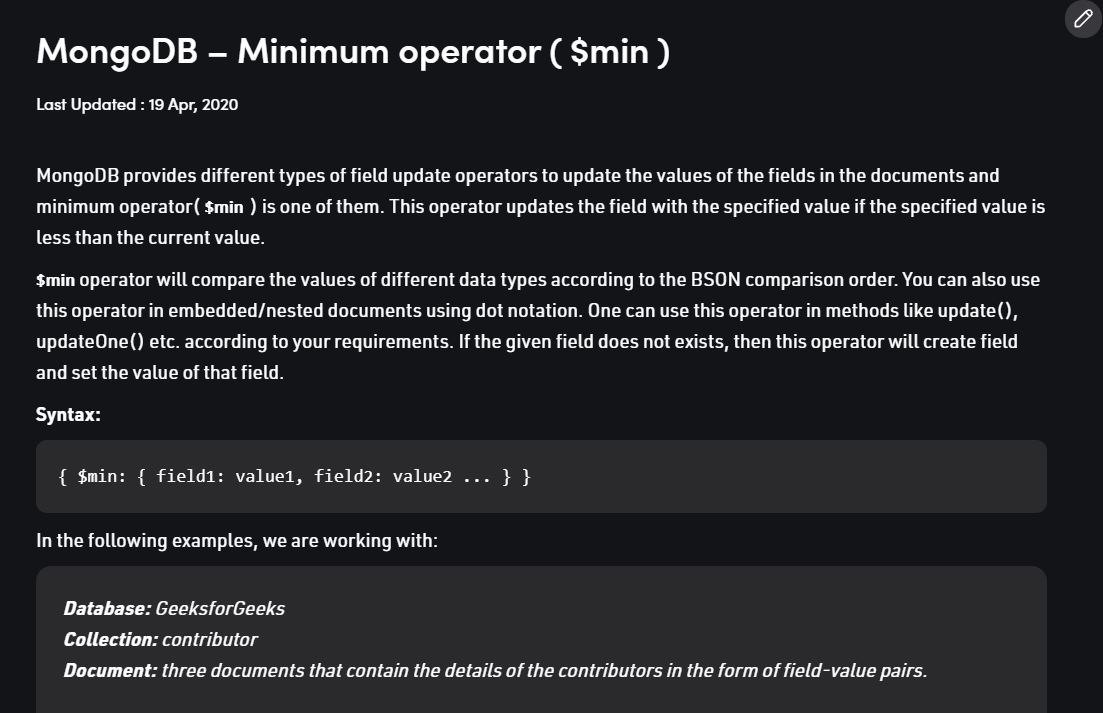 MongoDB – Minimum operator ( $min )
Last Updated : 19 Apr, 2020
MongoDB provides different types of field update operators to update the values of the fields in the documents and
minimum operator( $min ) is one of them. This operator updates the field with the specified value if the specified value is
less than the current value.
$min operator will compare the values of different data types according to the BSON comparison order. You can also use
this operator in embedded/nested documents using dot notation. One can use this operator in methods like update(),
updateOne() etc. according to your requirements. If the given field does not exists, then this operator will create field
and set the value of that field.
Syntax:
{ $min: { field1: value1, field2: value2 ... } }
In the following examples, we are working with:
Database: GeeksforGeeks
Collection: contributor
Document: three documents that contain the details of the contributors in the form of field-value pairs.